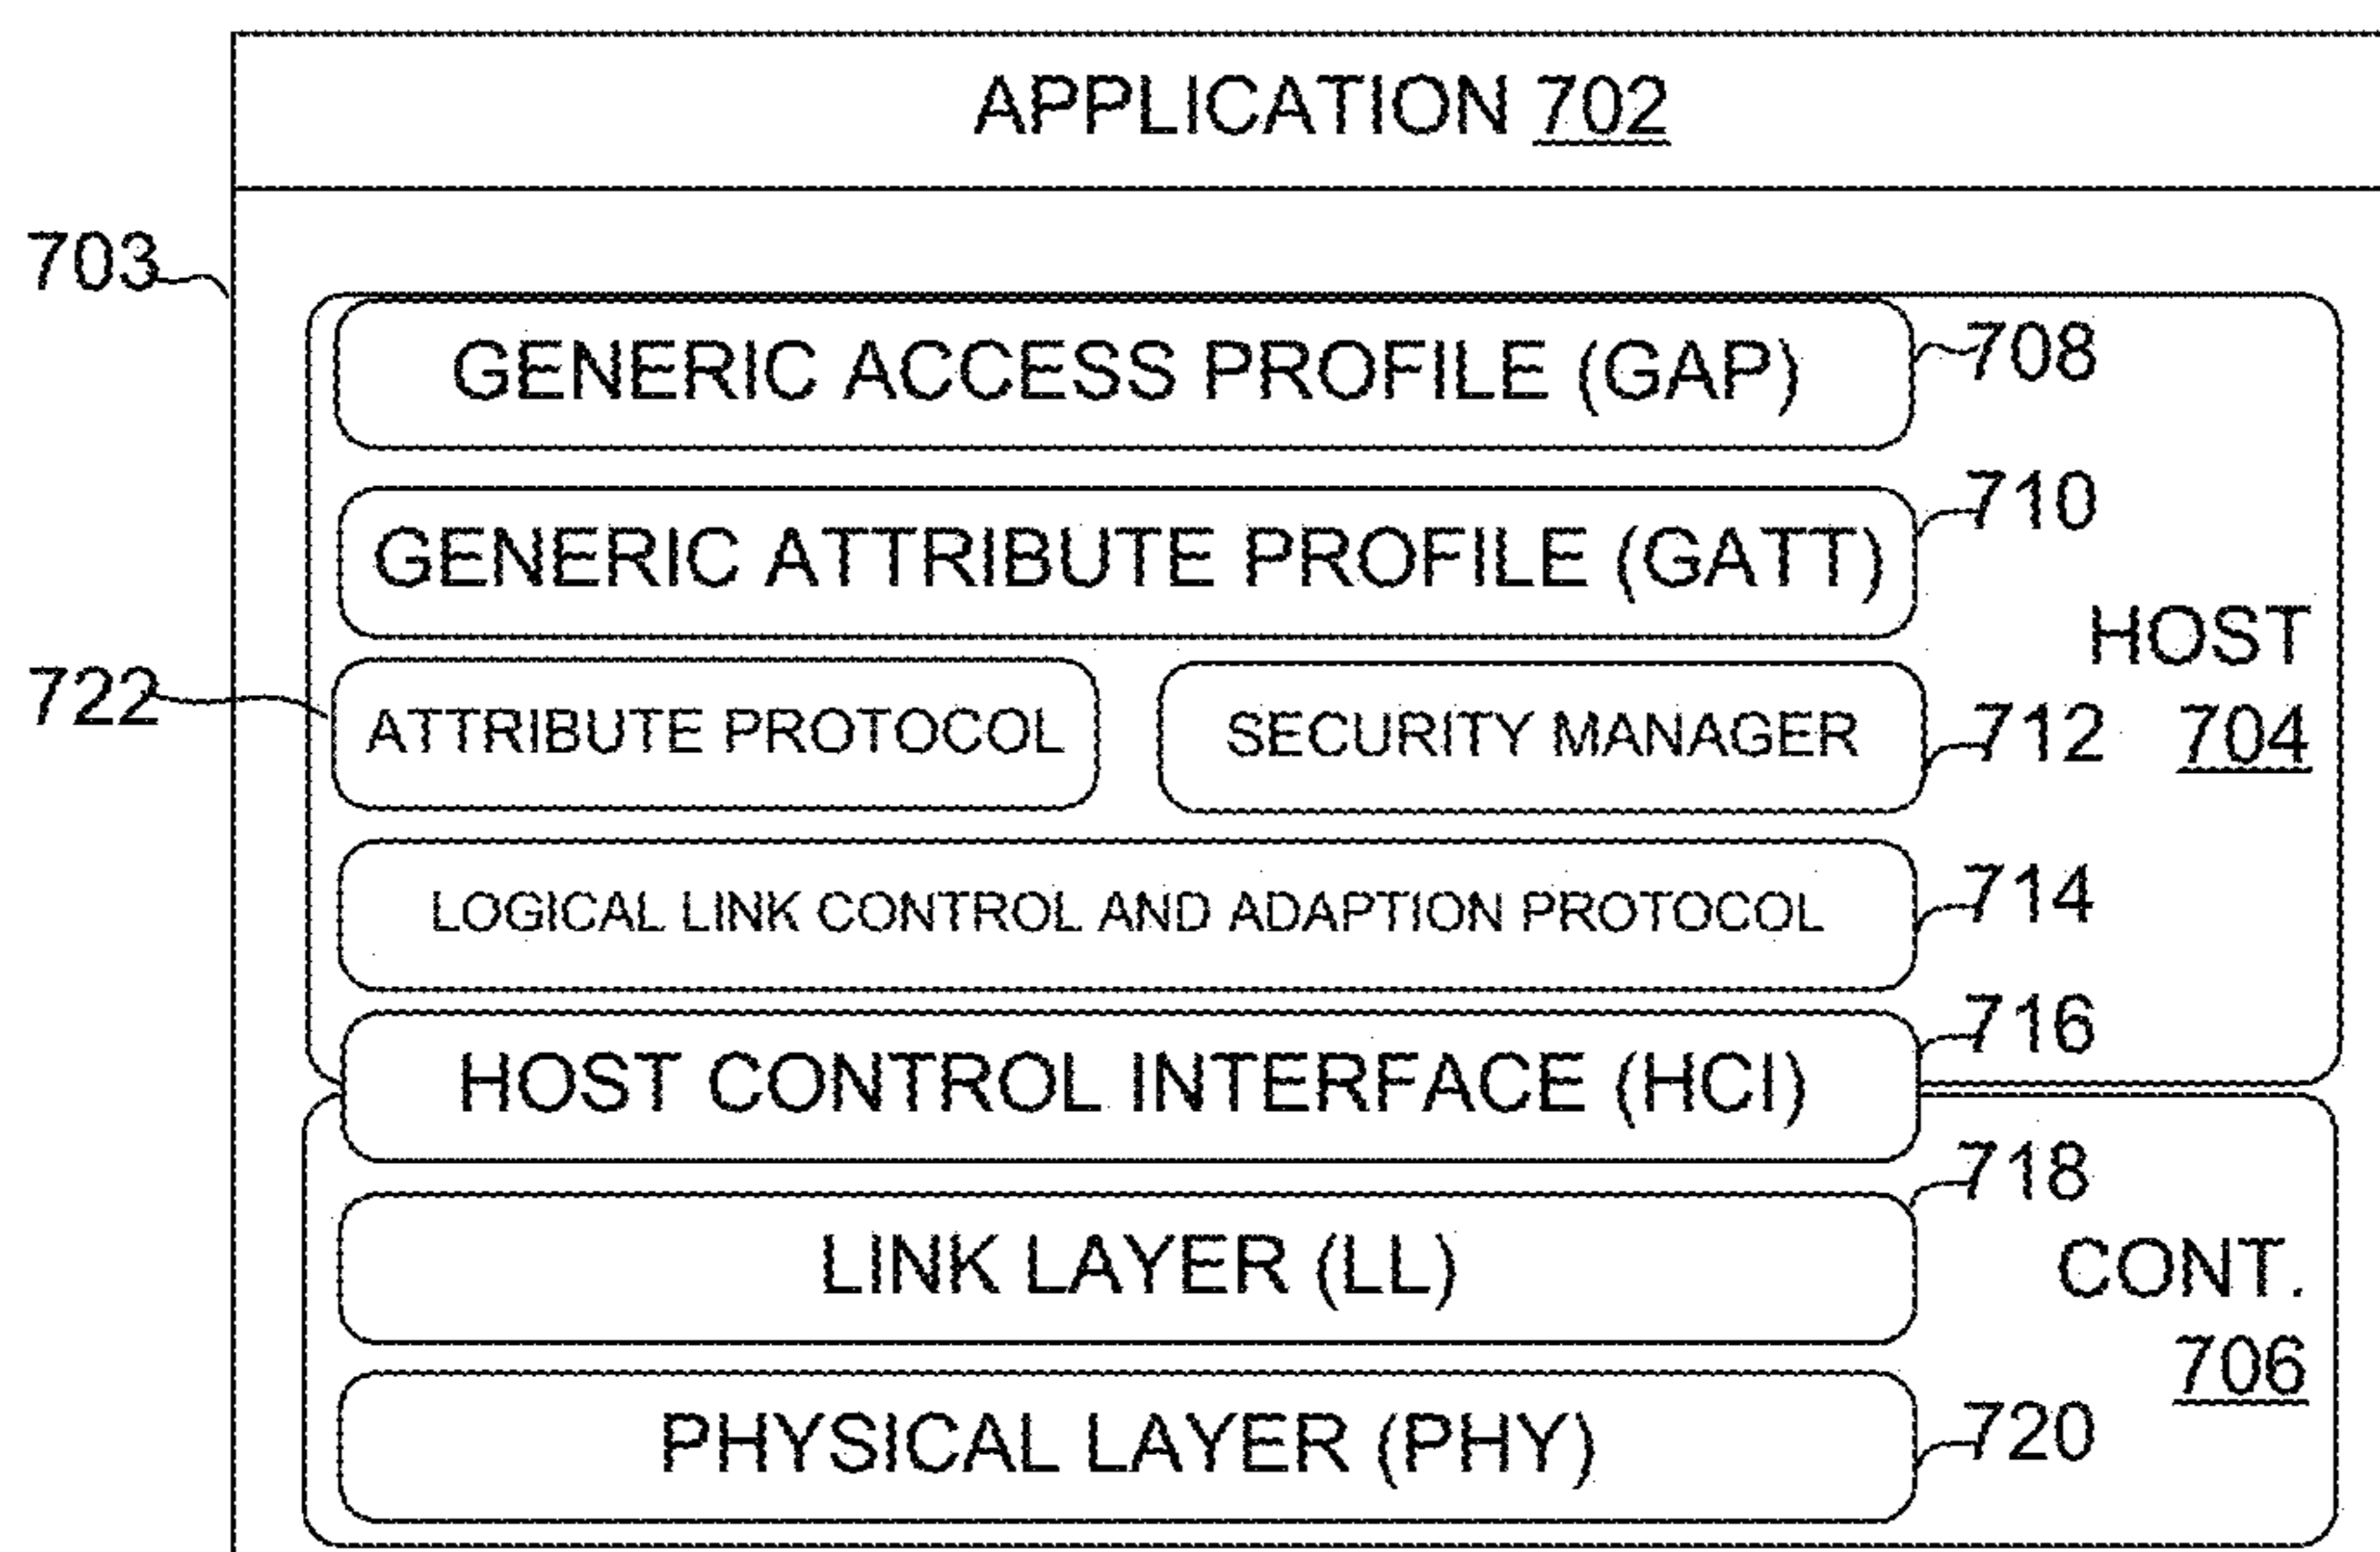 APPLICATION 702
703
GENERIC ACCESS PROFILE (GAP) 708
GENERIC ATTRIBUTE PROFILE (GATT) 710
HOST
704
722 ATTRIBUTE PROTOCOL SECURITY MANAGER 712
LOGICAL LINK CONTROL AND ADAPTION PROTOCOL 714
HOST CONTROL INTERFACE (HCI) 716
LINK LAYER (LL) 718
CONT.
706
PHYSICAL LAYER (PHY) 720